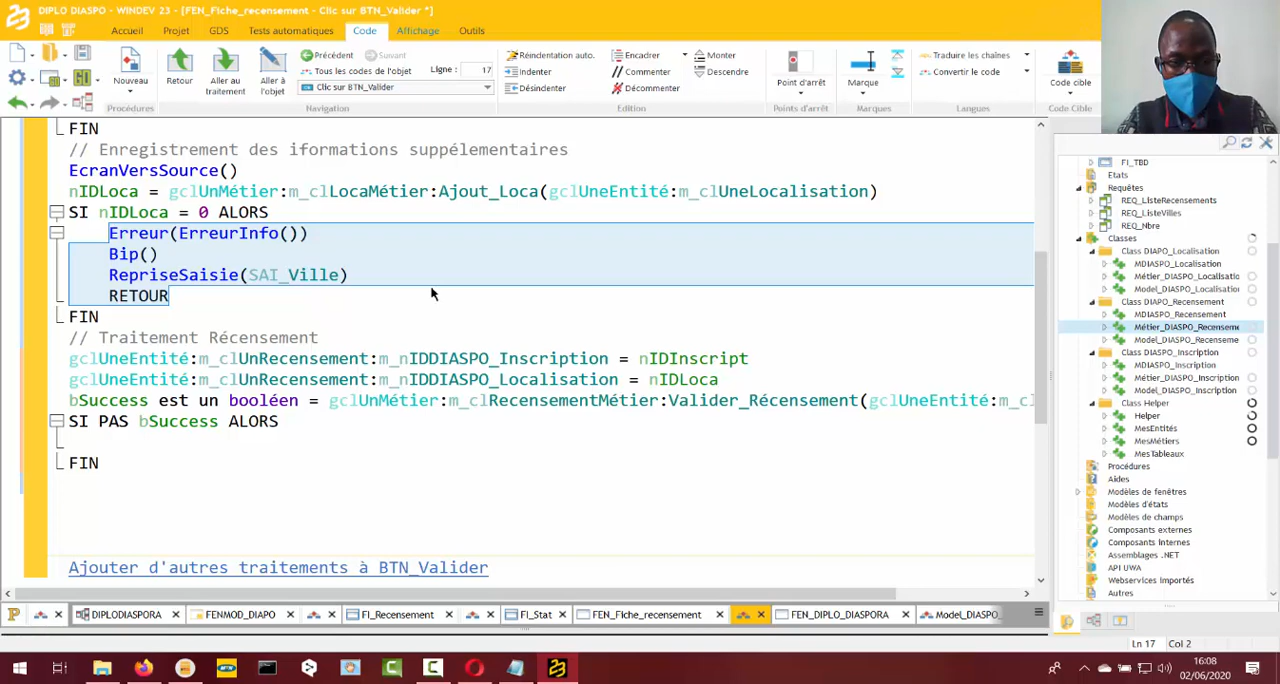 DIPLO DIASPO - WINDEV 23 - [FEN_Fiche_recensement - Clic sur BTN_Valider *]
Accueil Projet GDS Tests automatiques Code Affichage Outils
Précédent Suivant Ligne : 17 Réindentation auto. Encadrer Monter Traduire les chaînes
Tous les codes de l'objet Indenter Commenter Descendre Convertir le code
Clic sur BTN_Valider Désindenter Décommenter
Nouveau Retour Aller au traitement Aller à l'objet Point d'arrêt Marque Code cible
Procédures Navigation Edition Points d'arrêt Marques Langues Code Cible
FIN
// Enregistrement des iformations suppélementaires
EcranVersSource()
nIDLoca = gclUnMétier:m_clLocaMétier:Ajout_Loca(gclUneEntité:m_clUneLocalisation)
SI nIDLoca = 0 ALORS
Erreur(ErreurInfo())
Bip()
RepriseSaisie(SAI_Ville)
RETOUR
FIN
// Traitement Récensement
gclUneEntité:m_clUnRecensement:m_nIDDIASPO_Inscription = nIDInscript
gclUneEntité:m_clUnRecensement:m_nIDDIASPO_Localisation = nIDLoca
bSuccess est un booléen = gclUnMétier:m_clRecensementMétier:Valider_Récensement(gclUneEntité:m_cl
SI PAS bSuccess ALORS
FIN
Ajouter d'autres traitements à BTN_Valider
FI_TBD
Etats
Requêtes
REQ_ListeRecensements
REQ_ListeVilles
REQ_Nbre
Classes
Class DIAPO_Localisation
MDIASPO_Localisation
Métier_DIASPO_Localisatio
Model_DIASPO_Localisation
Class DIAPO_Recensement
MDIASPO_Recensement
Métier_DIASPO_Recenseme
Model_DIASPO_Recenseme
Class DIAPO_Inscription
MDIASPO_Inscription
Métier_DIASPO_Inscription
Model_DIASPO_Inscription
Class Helper
Helper
MesEntités
MesMétiers
MesTableaux
Procédures
Aides
Modèles de fenêtres
Modèles d'états
Modèles de champs
Composants externes
Composants internes
Assemblages .NET
API UWA
Webservices importés
Autres
DIPLODIASPORA FENMOD_DIAPO FI_Recensement FI_Stat FEN_Fiche_recensement FEN_DIPLO_DIASPORA Model_DIASPO
Ln 17 Col 2
16:08
02/06/2020